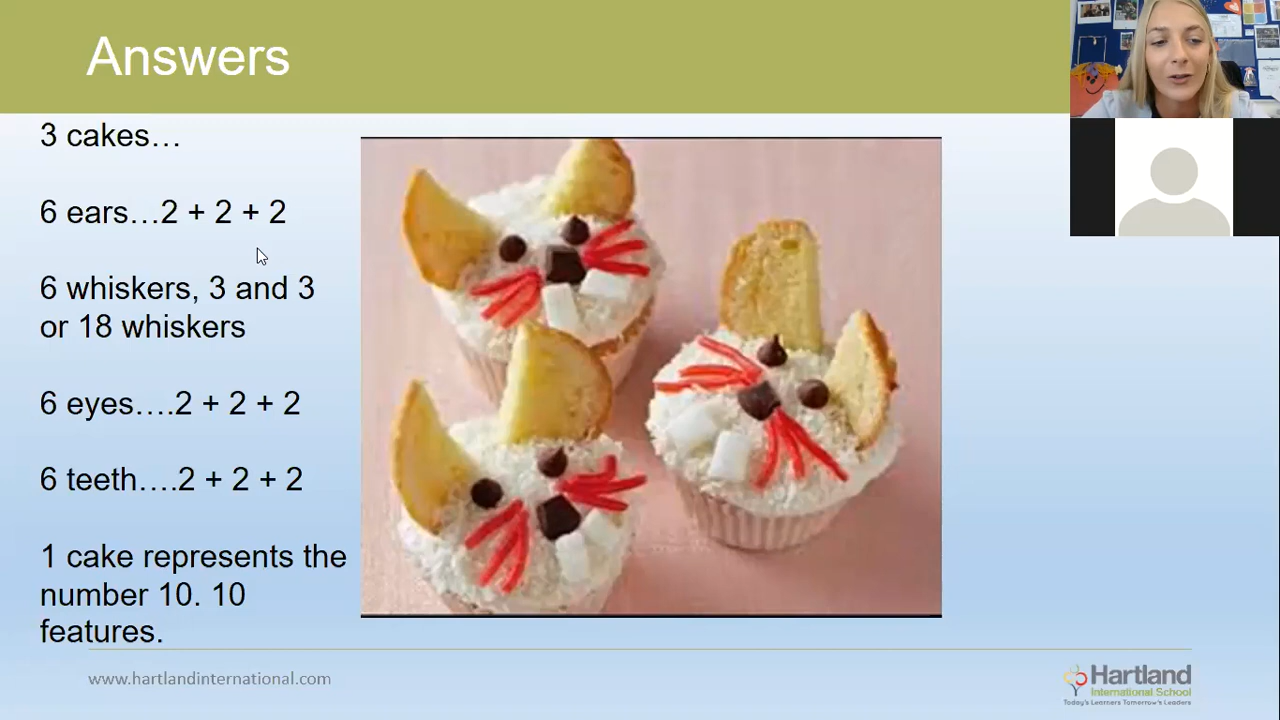 Answers
3 cakes…
6 ears…2 + 2 + 2
6 whiskers, 3 and 3
or 18 whiskers
6 eyes….2 + 2 + 2
6 teeth….2 + 2 + 2
1 cake represents the
number 10. 10
features.
www.hartlandinternational.com
Hartland
International School
Today's Learners Tomorrow's Leaders